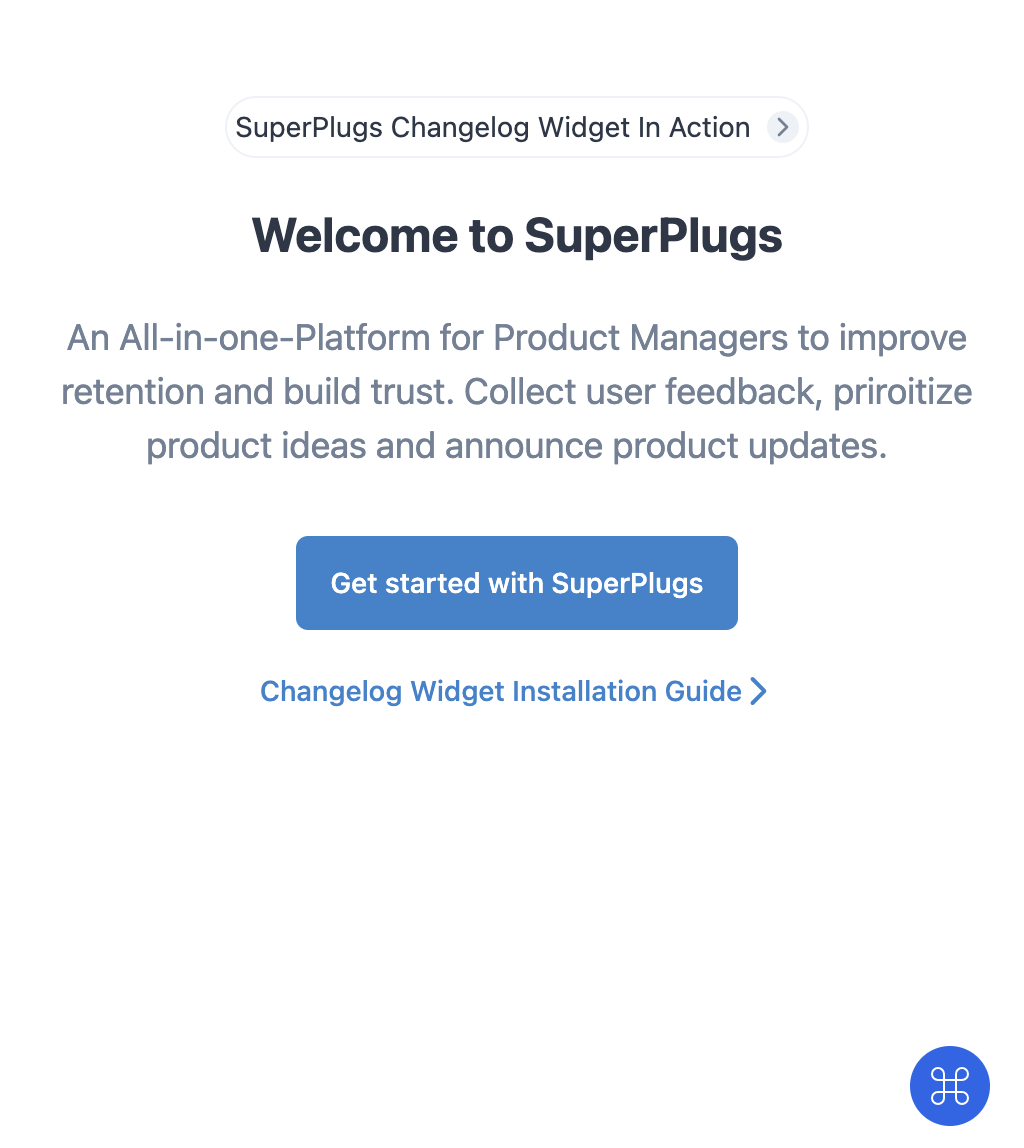 SuperPlugs Changelog Widget In Action
Welcome to SuperPlugs
An All-in-one-Platform for Product Managers to improve
retention and build trust. Collect user feedback, priroitize
product ideas and announce product updates.
Get started with SuperPlugs
Changelog Widget Installation Guide